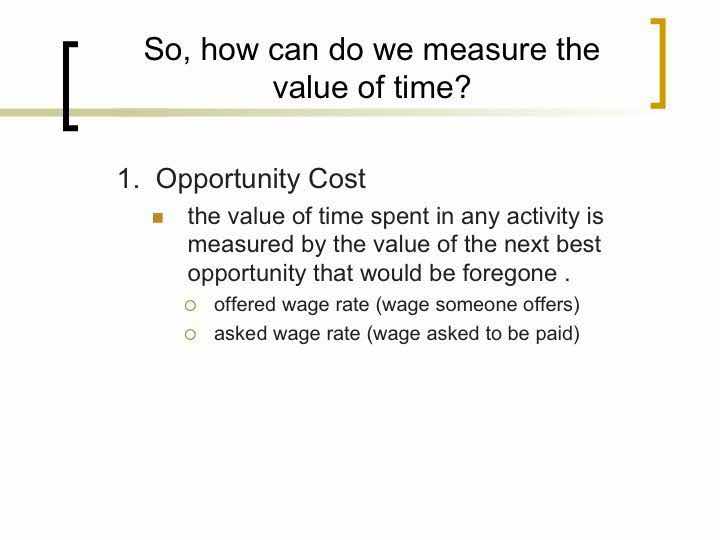 So, how can do we measure the
value of time?
1. Opportunity Cost
the value of time spent in any activity is
measured by the value of the next best
opportunity that would be foregone .
offered wage rate (wage someone offers)
asked wage rate (wage asked to be paid)